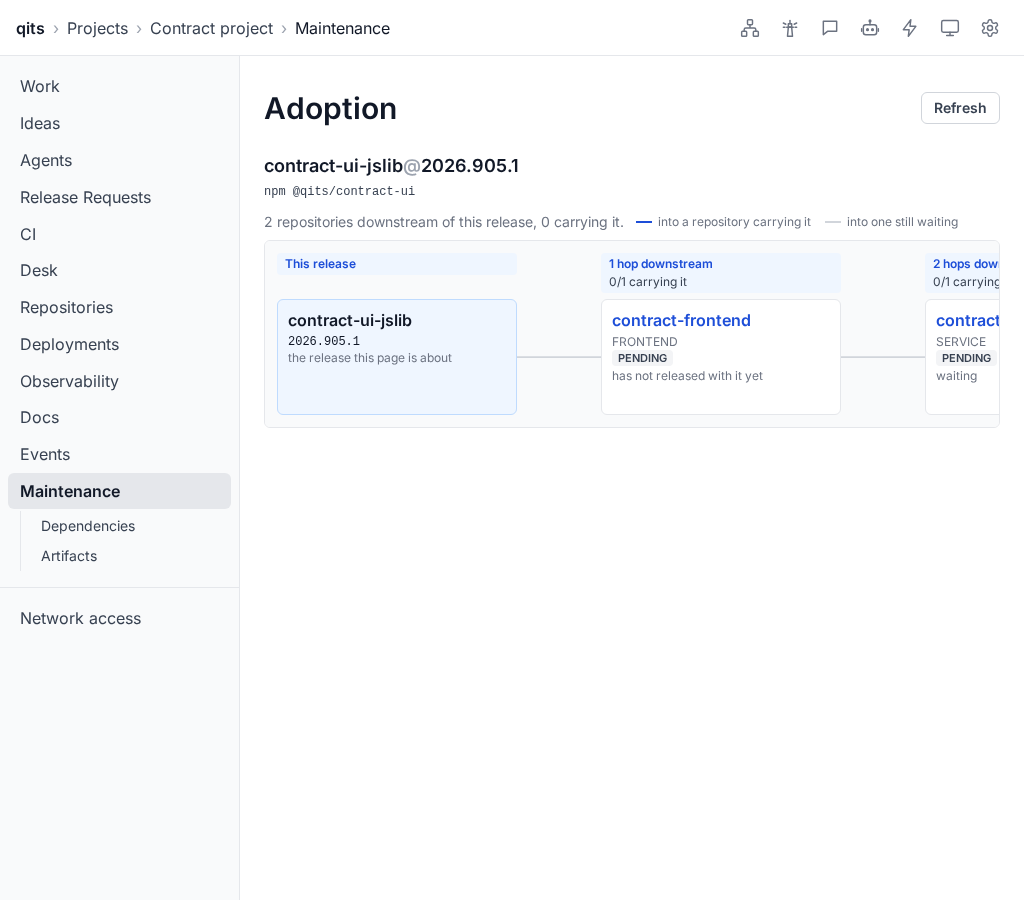 qits › Projects › Contract project › Maintenance
Work
Ideas
Agents
Release Requests
CI
Desk
Repositories
Deployments
Observability
Docs
Events
Maintenance
Dependencies
Artifacts
Network access
Adoption
Refresh
contract-ui-jslib@2026.905.1
npm @qits/contract-ui
2 repositories downstream of this release, 0 carrying it.
into a repository carrying it
into one still waiting
This release
contract-ui-jslib
2026.905.1
the release this page is about
1 hop downstream
0/1 carrying it
contract-frontend
FRONTEND
PENDING
has not released with it yet
2 hops
0/1 carrying
contract
SERVICE
PENDING
waiting